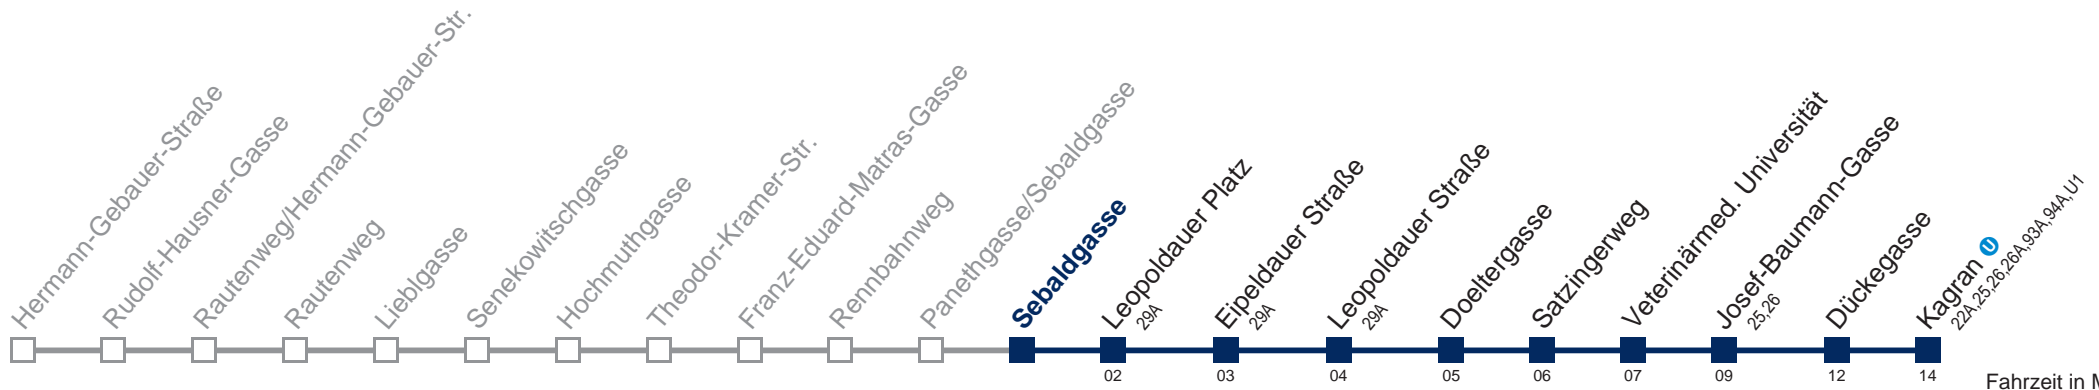 Hermann-Gebauer-Straße
Rudolf-Hausner-Gasse
Rautenweg/Hermann-Gebauer-Str.
Rautenweg
Lieblgasse
Senekowitschgasse
Hochmuthgasse
Theodor-Kramer-Str.
Franz-Eduard-Matras-Gasse
Rennbahnweg
Panethgasse/Sebaldgasse
Sebaldgasse
Leopoldauer Platz
29A
Eipeldauer Straße
29A
Leopoldauer Straße
29A
Doeltergasse
Satzingerweg
Veterinärmed. Universität
Josef-Baumann-Gasse
25,26
Dückegasse
Kagran U
22A,25,26,26A,93A,94A,U1
02 03 04 05 06 07 09 12 14
Fahrzeit in M